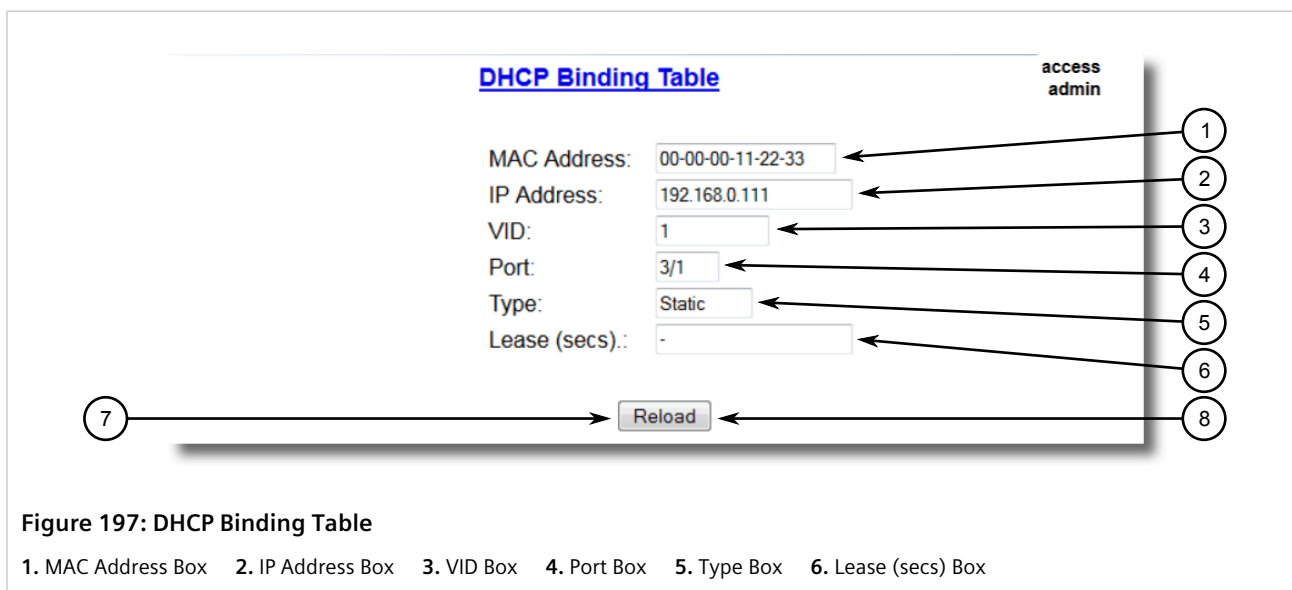 access
DHCP Binding Table
admin
1
MAC Address: 00-00-00-11-22-33
2
IP Address: 192.168.0.111
3
VID: 1
4
Port: 3/1
5
Type: Static
6
Lease (secs).: -
7
Reload
8
Figure 197: DHCP Binding Table
1. MAC Address Box 2. IP Address Box 3. VID Box 4. Port Box 5. Type Box 6. Lease (secs) Box